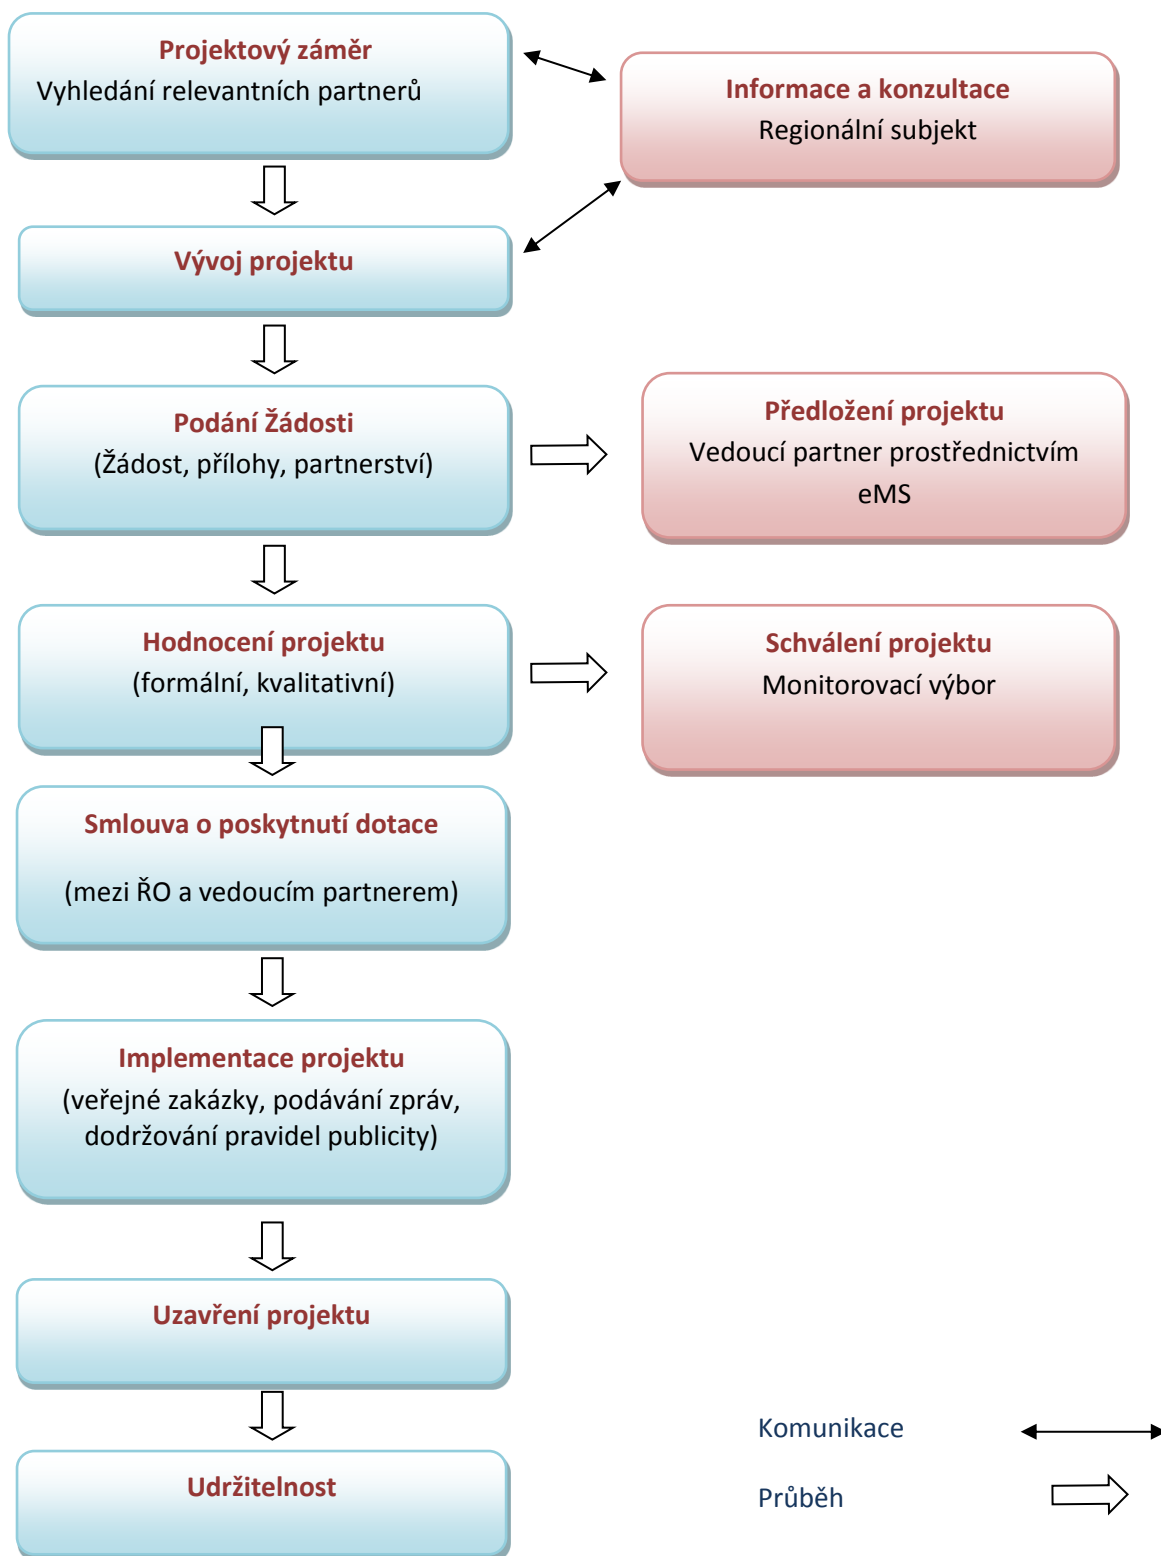 Projektový záměr
Vyhledání relevantních partnerů
Informace a konzultace
Regionální subjekt
Vývoj projektu
Podání Žádosti
(Žádost, přílohy, partnerství)
Předložení projektu
Vedoucí partner prostřednictvím
eMS
Hodnocení projektu
(formální, kvalitativní)
Schválení projektu
Monitorovací výbor
Smlouva o poskytnutí dotace
(mezi ŘO a vedoucím partnerem)
Implementace projektu
(veřejné zakázky, podávání zpráv,
dodržování pravidel publicity)
Uzavření projektu
Udržitelnost
Komunikace
Průběh